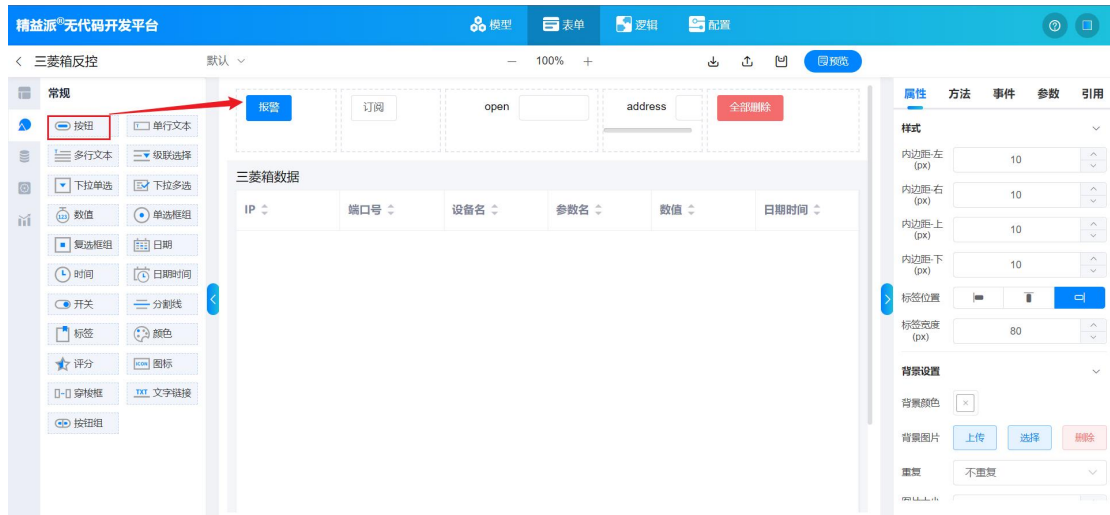 精益派®无代码开发平台 模型 表单 逻辑 配置
三菱箱反控 默认 — 100% + 预览
常规
按钮 单行文本
多行文本 级联选择
下拉单选 下拉多选
数值 单选框组
复选框组 日期
时间 日期时间
开关 分割线
标签 颜色
评分 图标
穿梭框 文字链接
按钮组
报警 订阅 open address 全部删除
三菱箱数据
IP 端口号 设备名 参数名 数值 日期时间
属性 方法 事件 参数 引用
样式
内边距-左(px) 10
内边距-右(px) 10
内边距-上(px) 10
内边距-下(px) 10
标签位置
标签宽度(px) 80
背景设置
背景颜色
背景图片 上传 选择 删除
重复 不重复